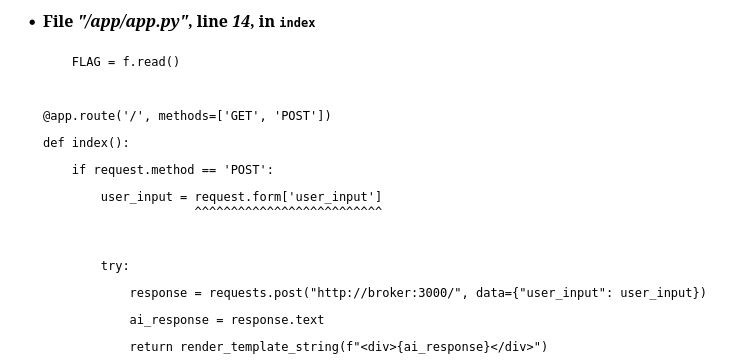 • File "/app/app.py", line 14, in index
FLAG = f.read()
@app.route('/', methods=['GET', 'POST'])
def index():
if request.method == 'POST':
user_input = request.form['user_input']
^^^^^^^^^^^^^^^^^^^^^^^^^^
try:
response = requests.post("http://broker:3000/", data={"user_input": user_input})
ai_response = response.text
return render_template_string(f"<div>{ai_response}</div>")